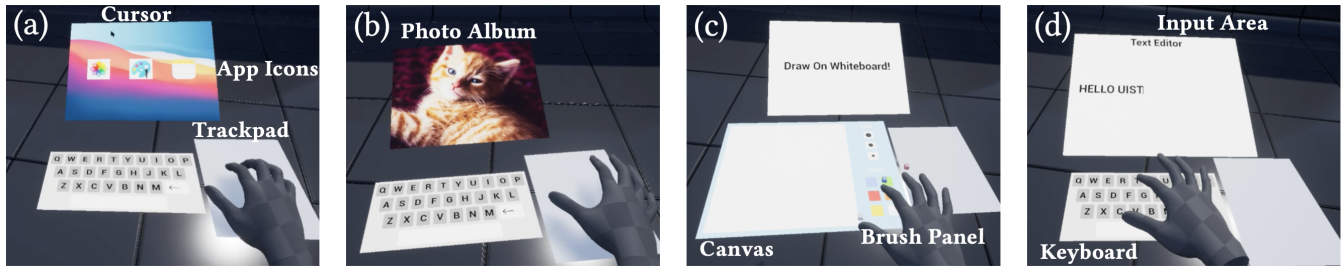 (a)
Cursor
App Icons
Trackpad
Q W E R T Y U I O P
A S D F G H J K L
Z X C V B N M ←
(b)
Photo Album
Q W E R T Y U I O P
A S D F G H J K L
Z X C V B N M ←
(c)
Draw On Whiteboard!
Canvas
Brush Panel
(d)
Input Area
Text Editor
HELLO UIST
Q W E R T U
A S D F G
Z X C V B
Keyboard